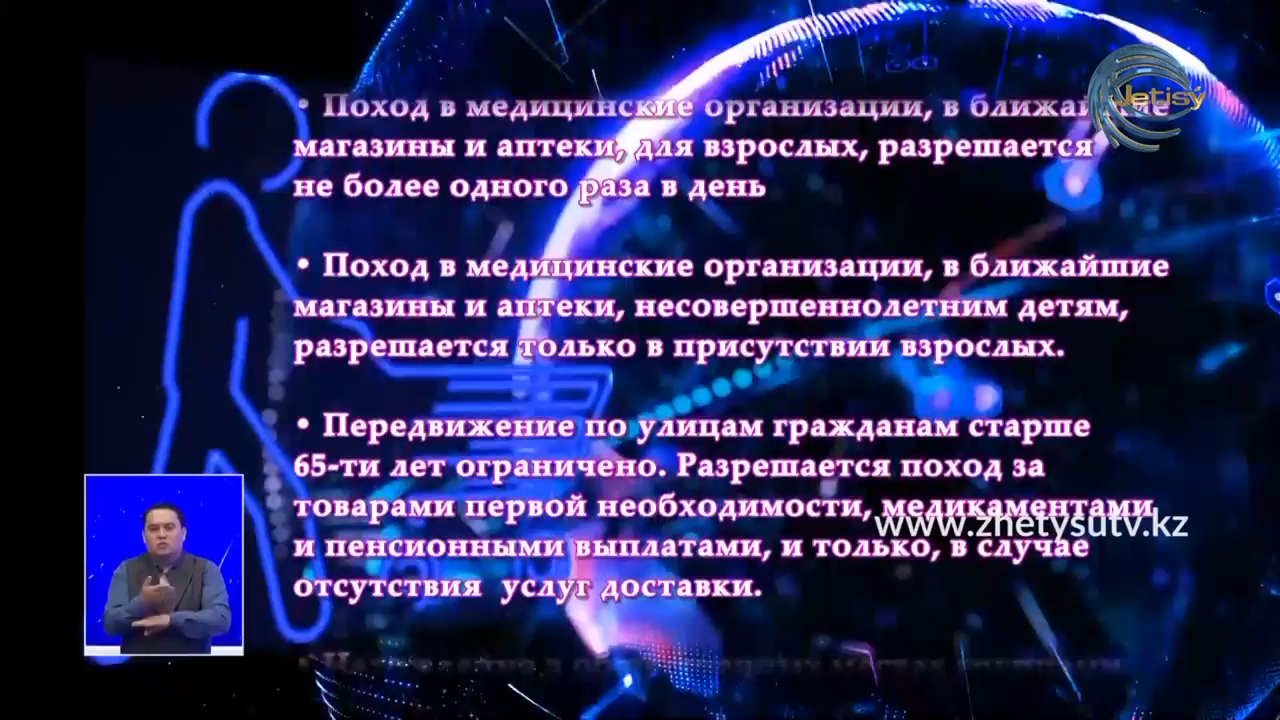 • Поход в медицинские организации, в ближайшие
магазины и аптеки, для взрослых, разрешается
не более одного раза в день
• Поход в медицинские организации, в ближайшие
магазины и аптеки, несовершеннолетним детям,
разрешается только в присутствии взрослых.
• Передвижение по улицам гражданам старше
65-ти лет ограничено. Разрешается поход за
товарами первой необходимости, медикаментами
и пенсионными выплатами, и только, в случае
отсутствия услуг доставки.
Jetisý
www.zhetysutv.kz